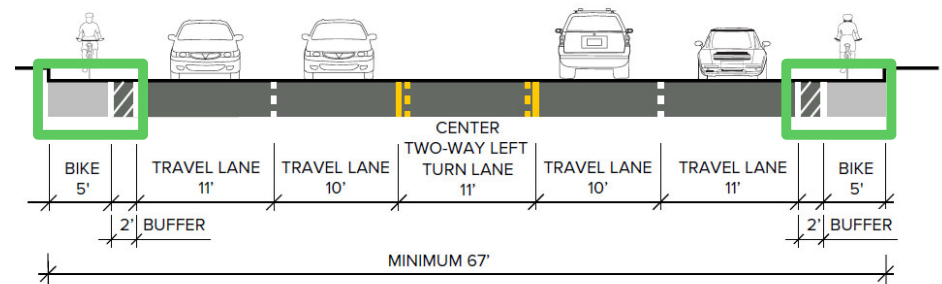 CENTER
TWO-WAY LEFT
TURN LANE
11'
BIKE
5'
TRAVEL LANE
11'
TRAVEL LANE
10'
TRAVEL LANE
10'
TRAVEL LANE
11'
BIKE
5'
2' BUFFER
2' BUFFER
MINIMUM 67'